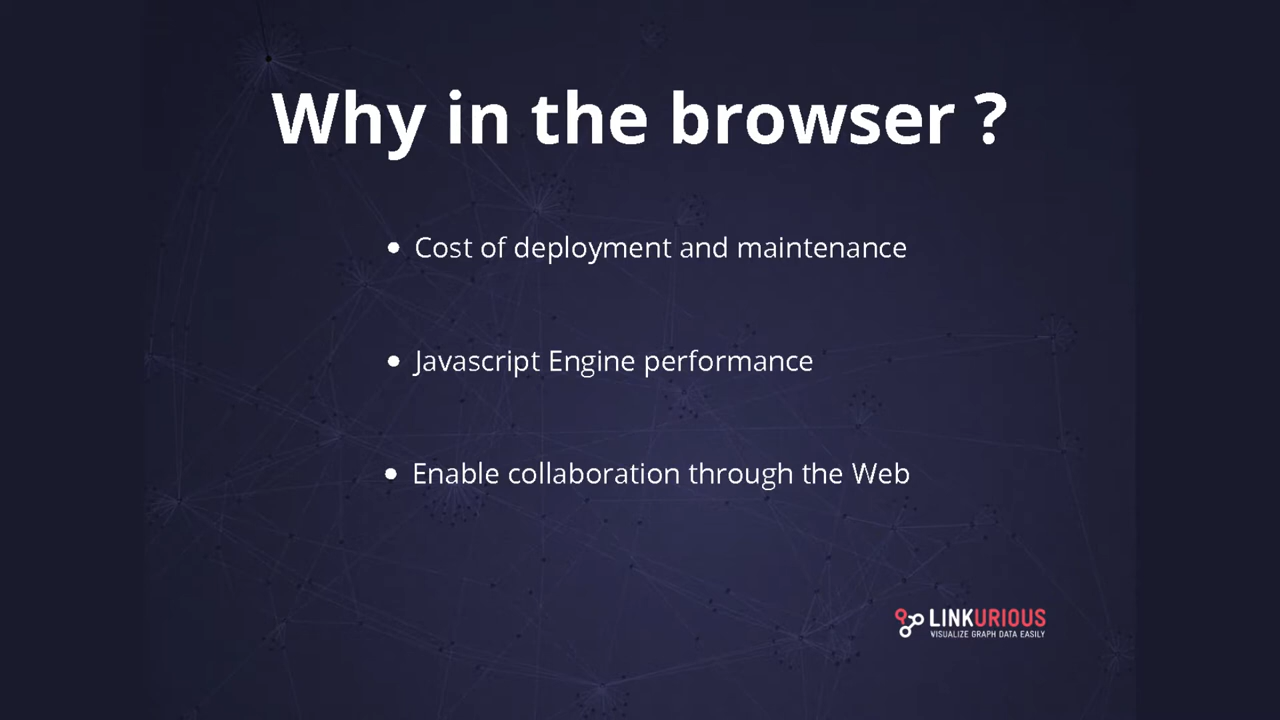 Why in the browser ?
• Cost of deployment and maintenance
• Javascript Engine performance
• Enable collaboration through the Web
LINKURIOUS
VISUALIZE GRAPH DATA EASILY